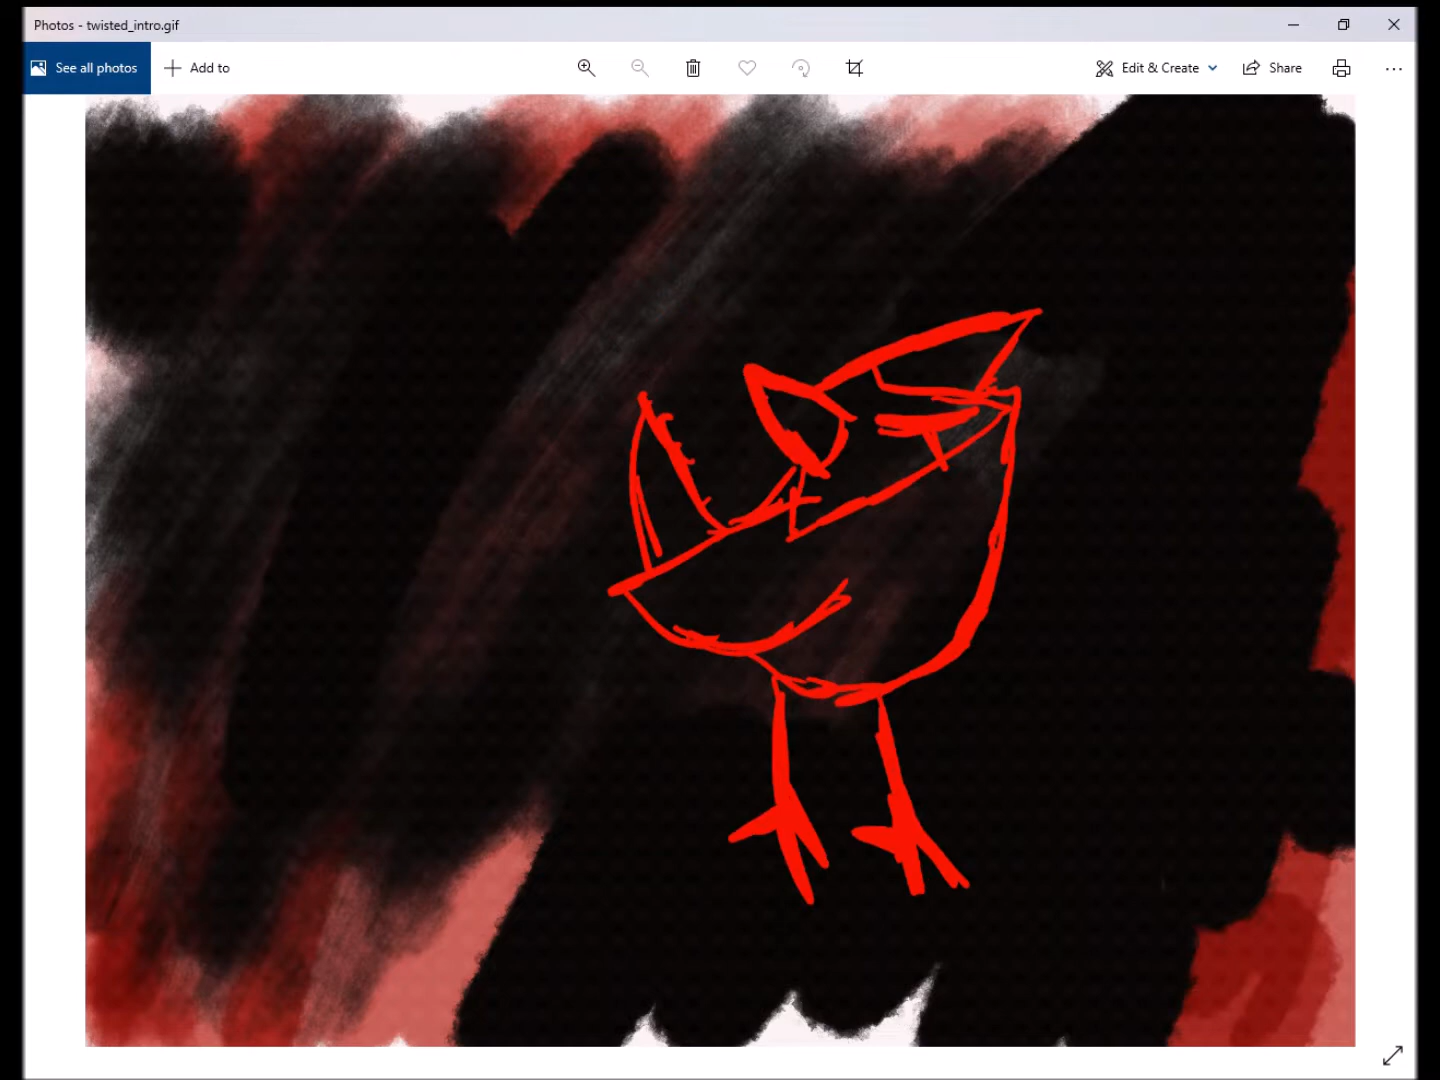 Photos - twisted_intro.gif
See all photos
Add to
Edit & Create
Share